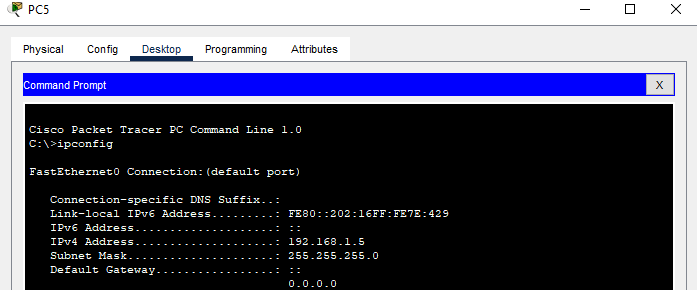 PC5
Physical Config Desktop Programming Attributes
Command Prompt X
Cisco Packet Tracer PC Command Line 1.0
C:\>ipconfig
FastEthernet0 Connection:(default port)
Connection-specific DNS Suffix..:
Link-local IPv6 Address.........: FE80::202:16FF:FE7E:429
IPv6 Address....................: ::
IPv4 Address....................: 192.168.1.5
Subnet Mask.....................: 255.255.255.0
Default Gateway.................: ::
0.0.0.0